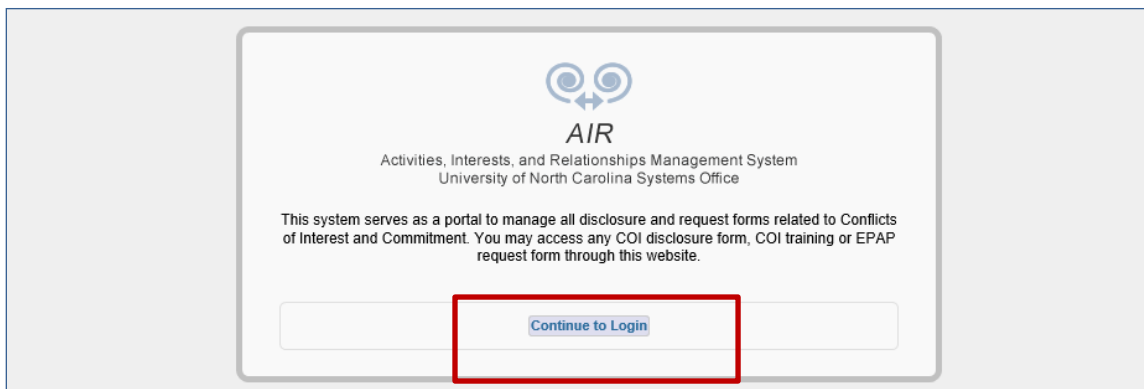 AIR
Activities, Interests, and Relationships Management System
University of North Carolina Systems Office
This system serves as a portal to manage all disclosure and request forms related to Conflicts
of Interest and Commitment. You may access any COI disclosure form, COI training or EPAP
request form through this website.
Continue to Login